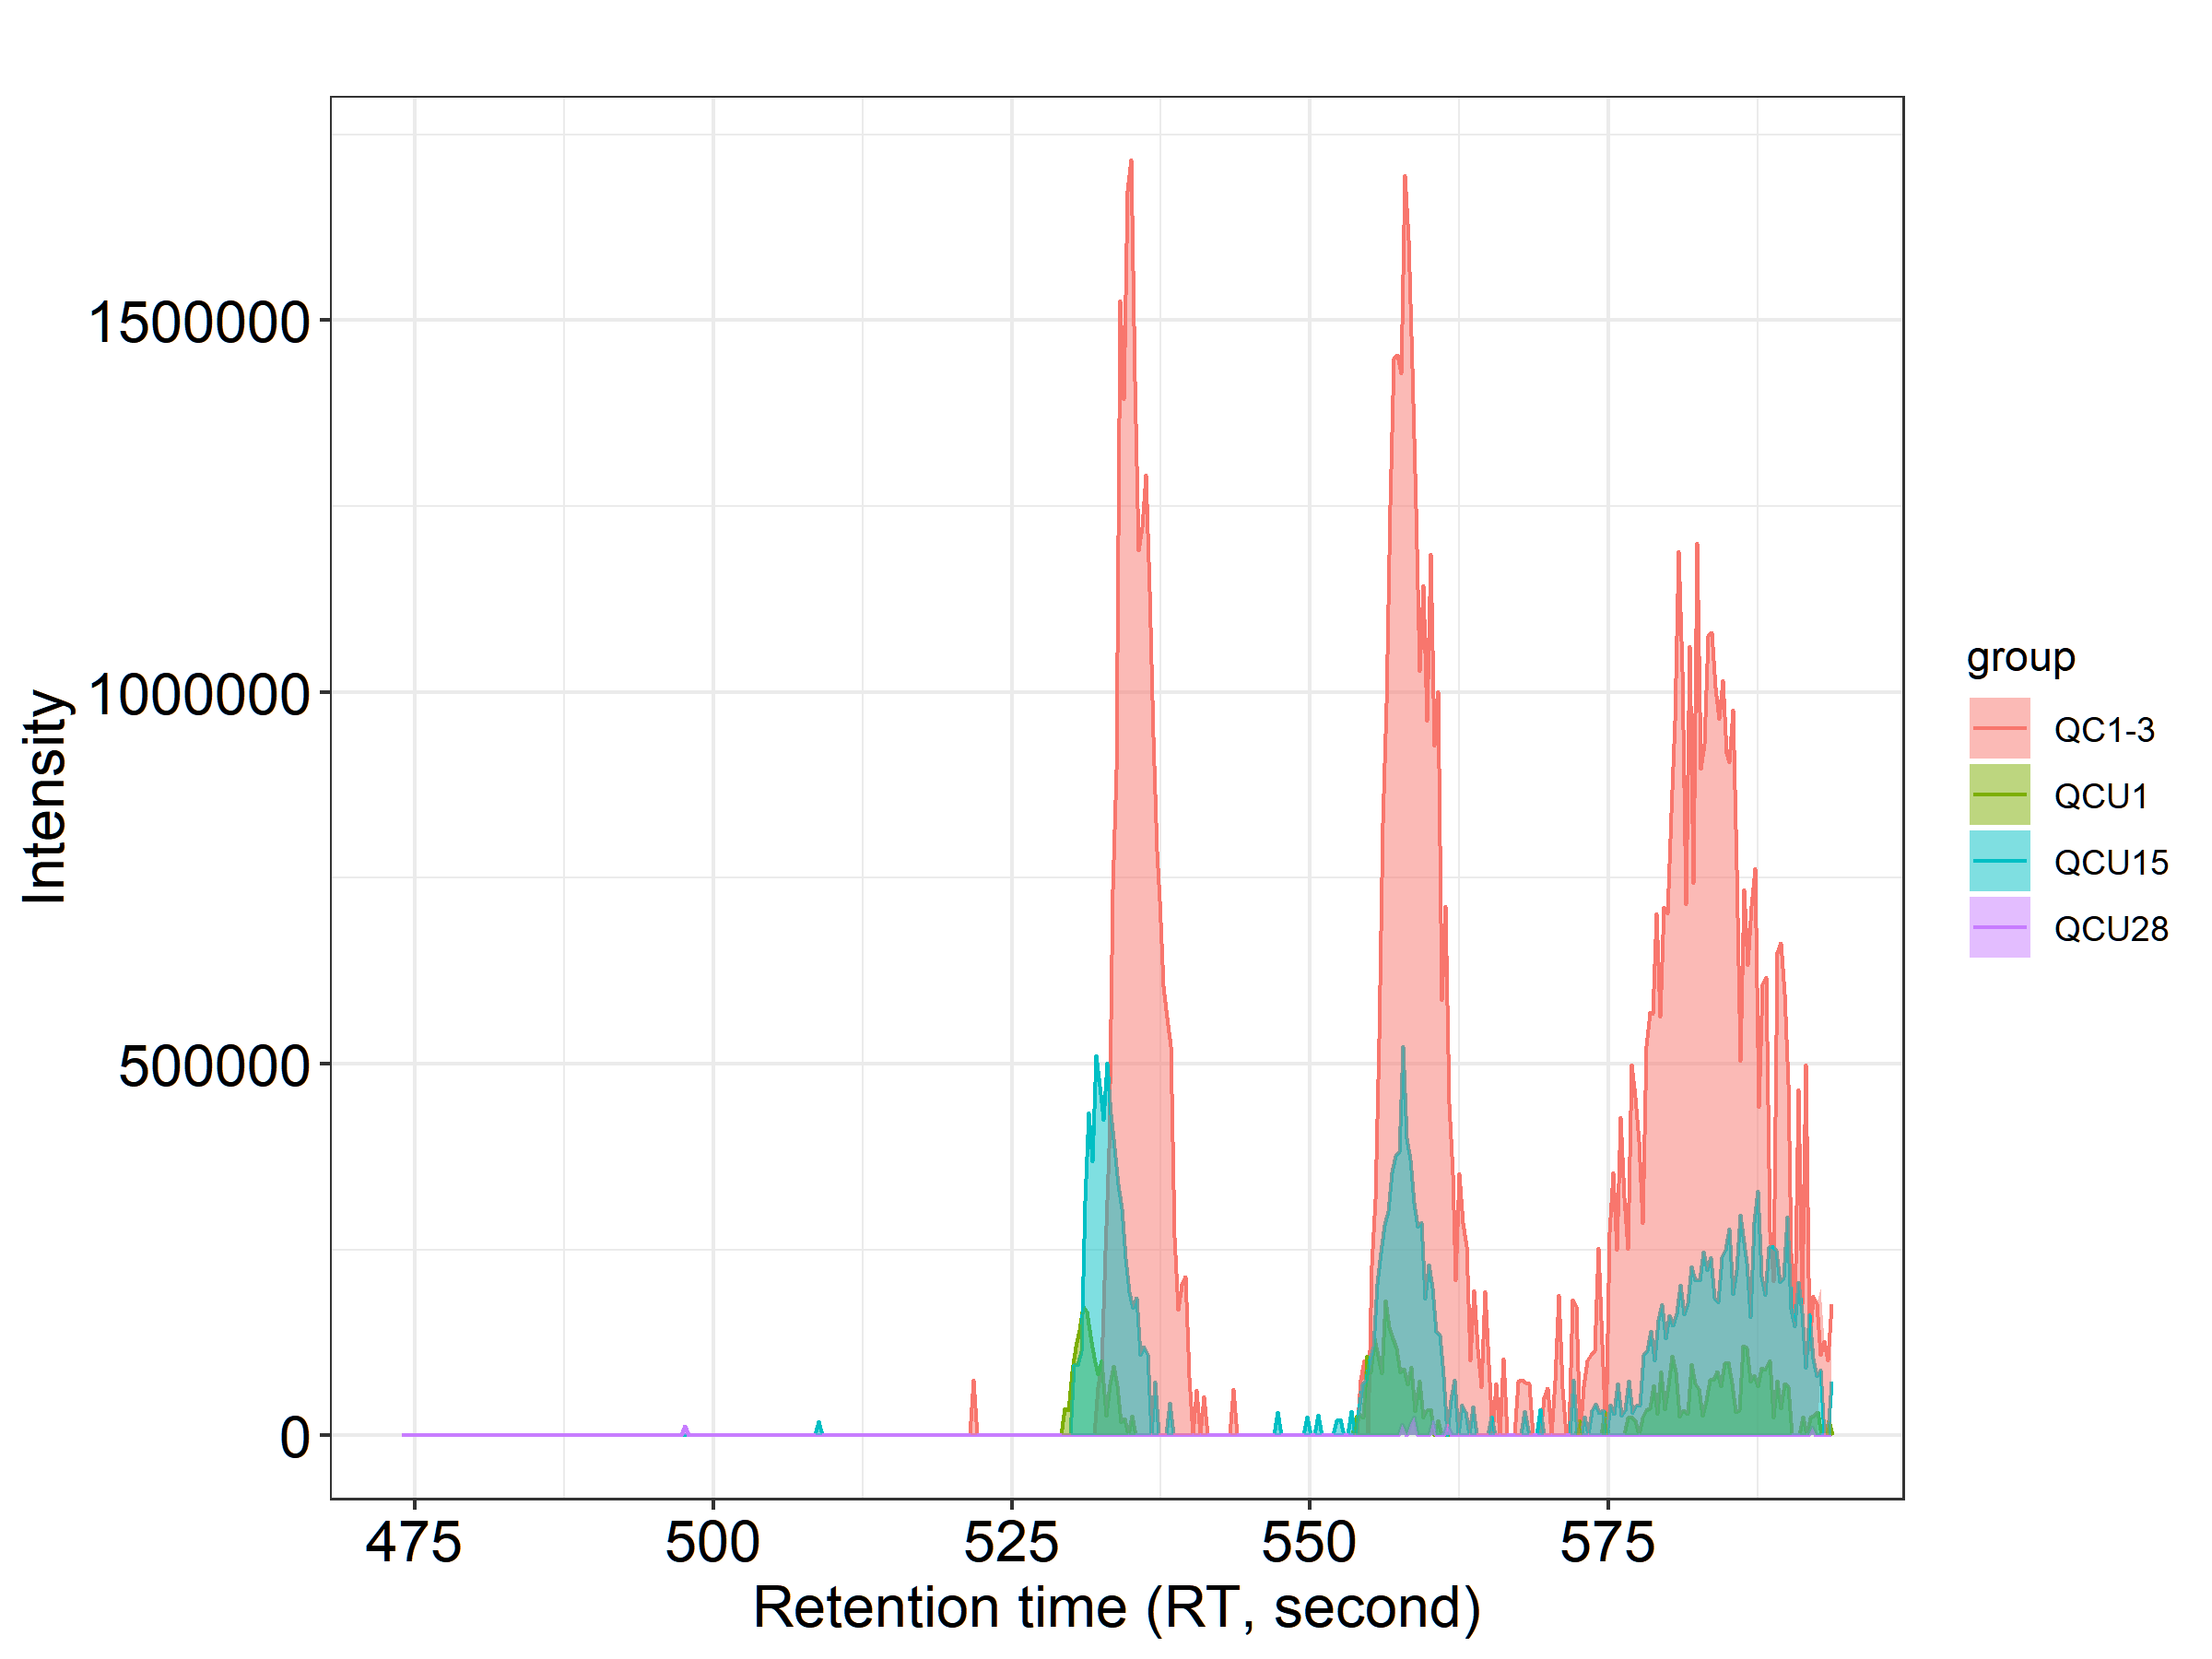 1500000
1000000
500000
0
Intensity
475 500 525 550 575
Retention time (RT, second)
group
QC1-3
QCU1
QCU15
QCU28